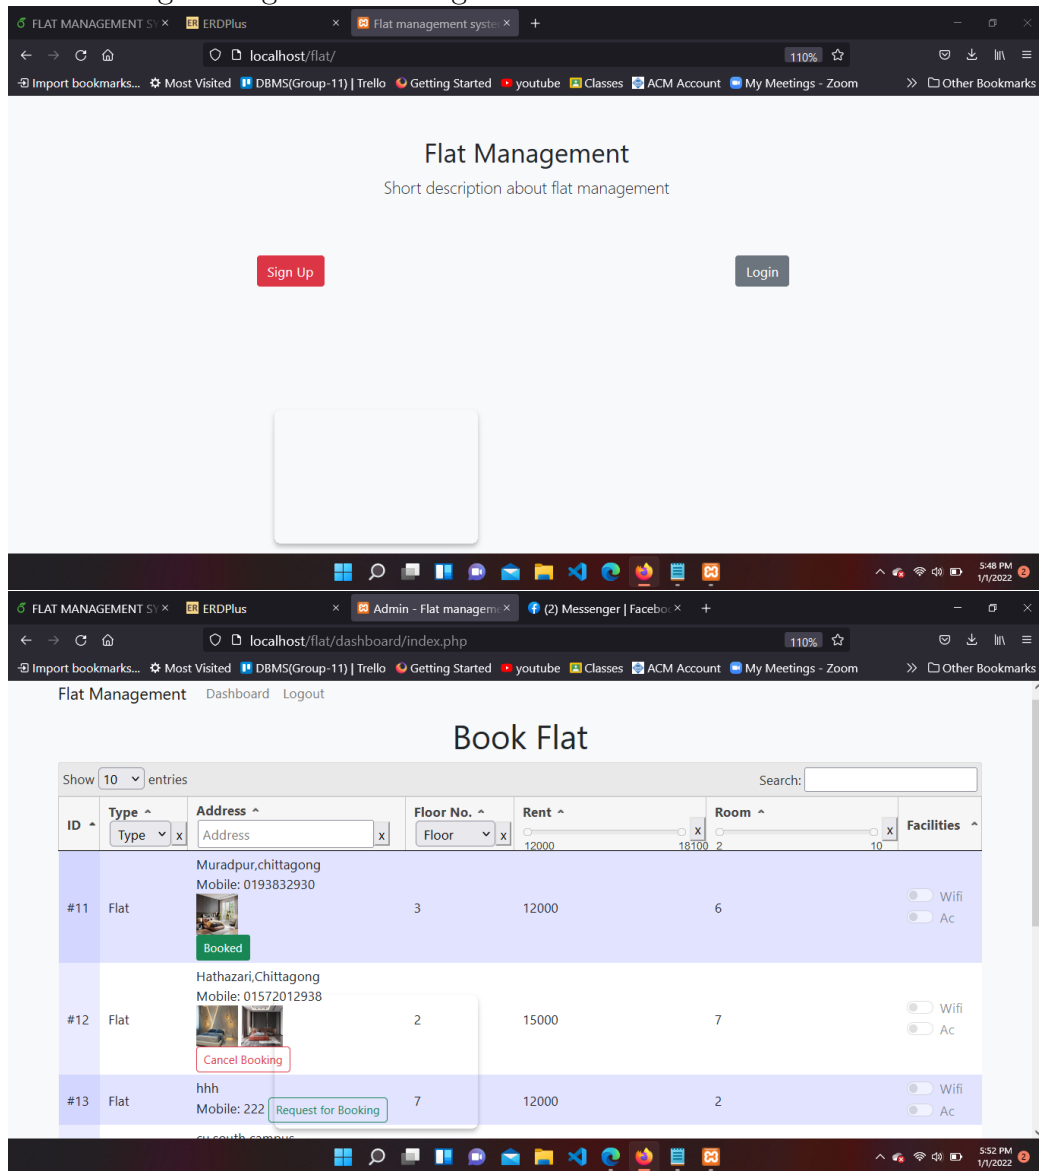 FLAT MANAGEMENT SY
ERDPlus
Flat management system
localhost/flat/
110%
Import bookmarks...
Most Visited
DBMS(Group-11) | Trello
Getting Started
youtube
Classes
ACM Account
My Meetings - Zoom
Other Bookmarks
Flat Management
Short description about flat management
Sign Up
Login
5:48 PM
1/1/2022
2
FLAT MANAGEMENT SY
ERDPlus
Admin - Flat manageme
(2) Messenger | Faceboo
localhost/flat/dashboard/index.php
110%
Import bookmarks...
Most Visited
DBMS(Group-11) | Trello
Getting Started
youtube
Classes
ACM Account
My Meetings - Zoom
Other Bookmarks
Flat Management Dashboard Logout
Book Flat
Show 10 entries Search:
ID Type Address Floor No. Rent Room Facilities
Type x Address x Floor x x x
12000 18100 2 10
Muradpur,chittagong
Mobile: 0193832930
#11 Flat 3 12000 6 Wifi
Ac
Booked
Hathazari,Chittagong
Mobile: 01572012938
#12 Flat 2 15000 7 Wifi
Ac
Cancel Booking
hhh
#13 Flat Mobile: 222 Request for Booking 7 12000 2 Wifi
Ac
cu south campus
5:52 PM
1/1/2022
2